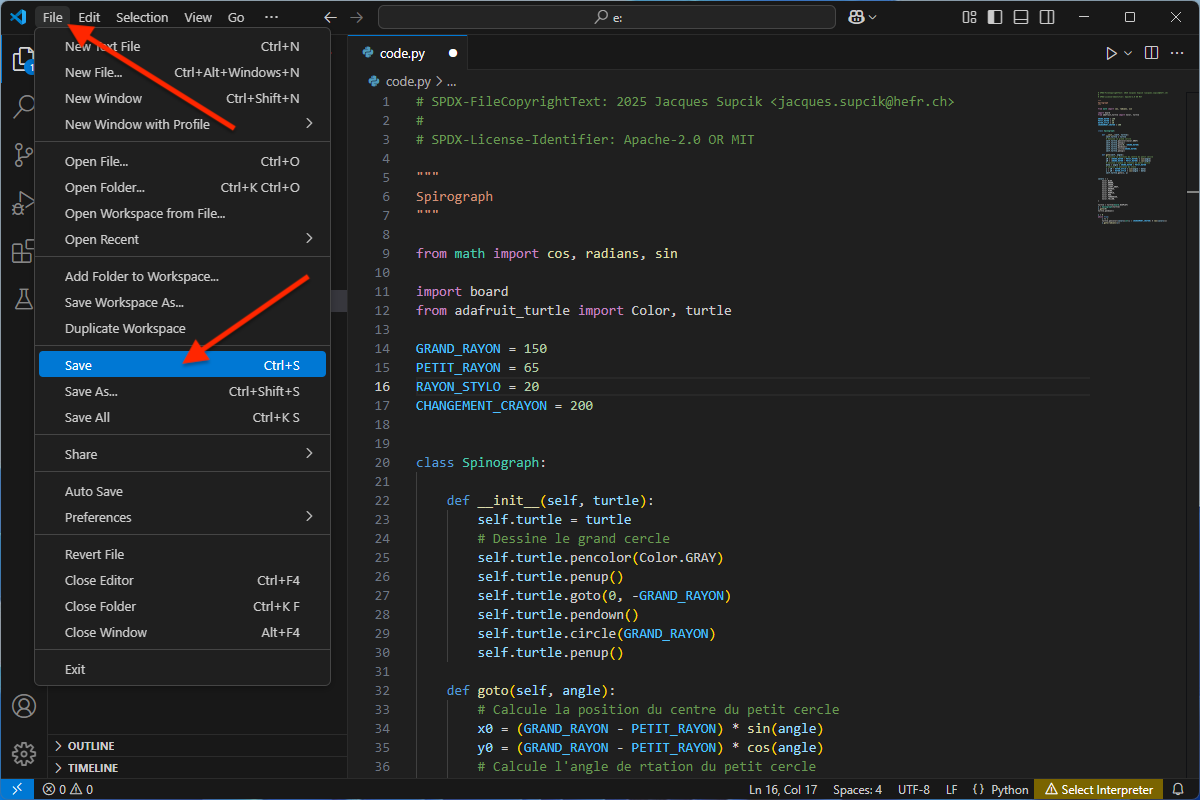 File Edit Selection View Go ··· e:
New Text File Ctrl+N
New File... Ctrl+Alt+Windows+N
New Window Ctrl+Shift+N
New Window with Profile
Open File... Ctrl+O
Open Folder... Ctrl+K Ctrl+O
Open Workspace from File...
Open Recent
Add Folder to Workspace...
Save Workspace As...
Duplicate Workspace
Save Ctrl+S
Save As... Ctrl+Shift+S
Save All Ctrl+K S
Share
Auto Save
Preferences
Revert File
Close Editor Ctrl+F4
Close Folder Ctrl+K F
Close Window Alt+F4
Exit
1
OUTLINE
TIMELINE
code.py
code.py > ...
1 # SPDX-FileCopyrightText: 2025 Jacques Supcik <jacques.supcik@hefr.ch>
2 #
3 # SPDX-License-Identifier: Apache-2.0 OR MIT
4
5 """
6 Spirograph
7 """
8
9 from math import cos, radians, sin
10
11 import board
12 from adafruit_turtle import Color, turtle
13
14 GRAND_RAYON = 150
15 PETIT_RAYON = 65
16 RAYON_STYLO = 20
17 CHANGEMENT_CRAYON = 200
18
19
20 class Spinograph:
21
22 def __init__(self, turtle):
23 self.turtle = turtle
24 # Dessine le grand cercle
25 self.turtle.pencolor(Color.GRAY)
26 self.turtle.penup()
27 self.turtle.goto(0, -GRAND_RAYON)
28 self.turtle.pendown()
29 self.turtle.circle(GRAND_RAYON)
30 self.turtle.penup()
31
32 def goto(self, angle):
33 # Calcule la position du centre du petit cercle
34 x0 = (GRAND_RAYON - PETIT_RAYON) * sin(angle)
35 y0 = (GRAND_RAYON - PETIT_RAYON) * cos(angle)
36 # Calcule l'angle de rtation du petit cercle
0 0 Ln 16, Col 17 Spaces: 4 UTF-8 LF {} Python Select Interpreter